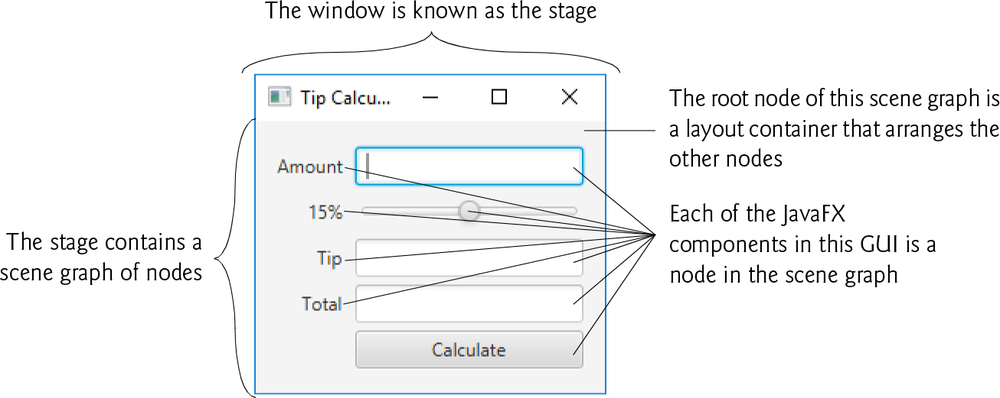 The window is known as the stage
Tip Calcu...
The root node of this scene graph is
a layout container that arranges the
other nodes
Amount
15%
Tip
Total
Calculate
Each of the JavaFX
components in this GUI is a
node in the scene graph
The stage contains a
scene graph of nodes